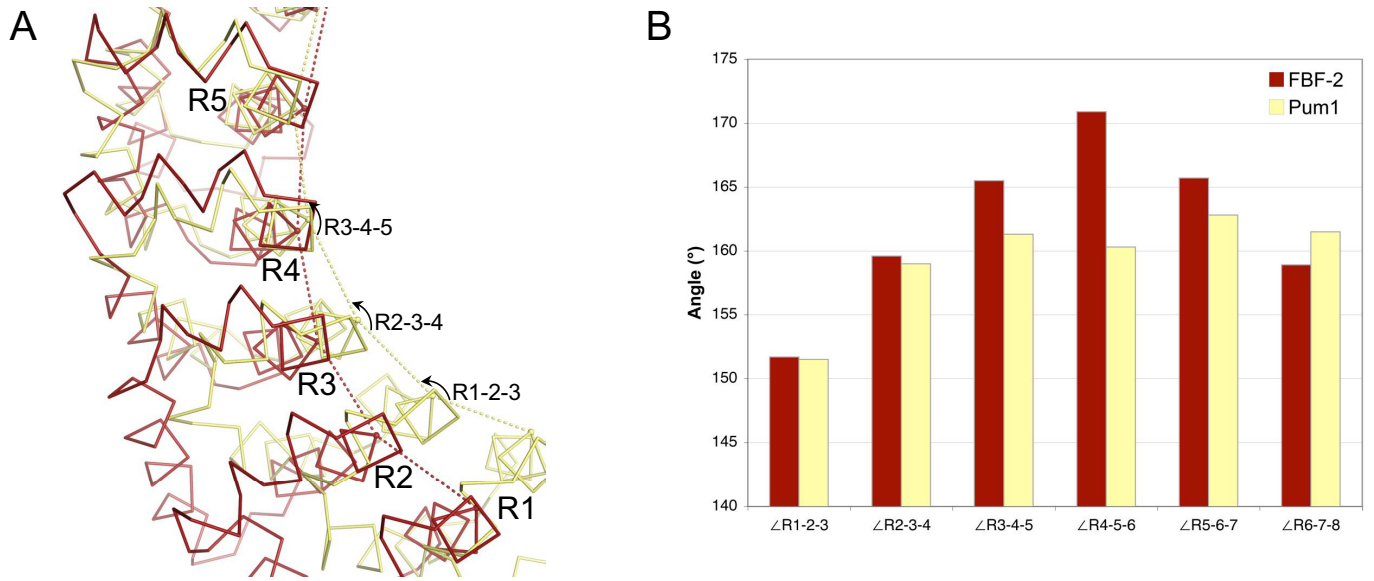 A
R5
R3-4-5
R4
R2-3-4
R3
R1-2-3
R2
R1
B
175
170
165
160
155
150
145
140
Angle (°)
FBF-2
Pum1
∠R1-2-3 ∠R2-3-4 ∠R3-4-5 ∠R4-5-6 ∠R5-6-7 ∠R6-7-8